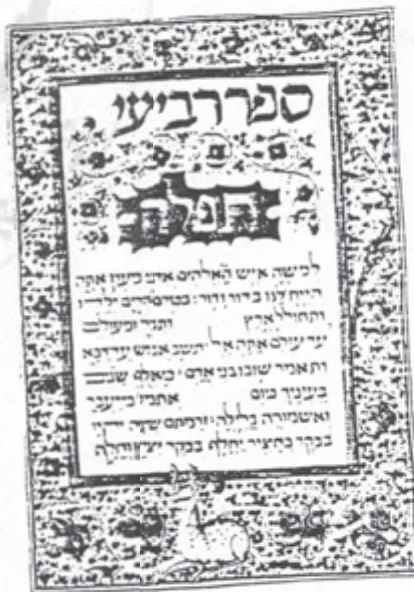 ספר רביעי
תפלה
למשה איש האלהים אדני מעון אתה
היית לנו בדור ודור: בטרם הרים ילדו
ותחולל ארץ ותבל ומעולם
עד עולם אתה אל: תשב אנוש עד דכא
ותאמר שובו בני אדם: כי אלף שנים
בעיניך כיום אתמול כי יעבר
ואשמורה בלילה: זרמתם שנה יהיו
בבקר כחציר יחלף: בבקר יציץ וחלף